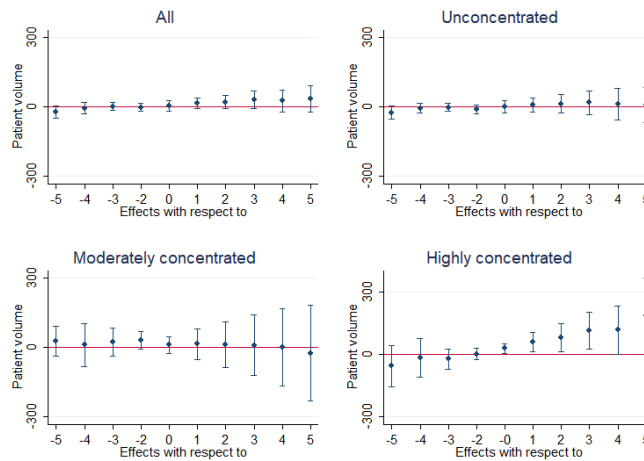 All
Patient volume
300
0
-300
-5 -4 -3 -2 0 1 2 3 4 5
Effects with respect to
Unconcentrated
Patient volume
300
0
-300
-5 -4 -3 -2 0 1 2 3 4 5
Effects with respect to
Moderately concentrated
Patient volume
300
0
-300
-5 -4 -3 -2 0 1 2 3 4 5
Effects with respect to
Highly concentrated
Patient volume
300
0
-300
-5 -4 -3 -2 -0 1 2 3 4 5
Effects with respect to